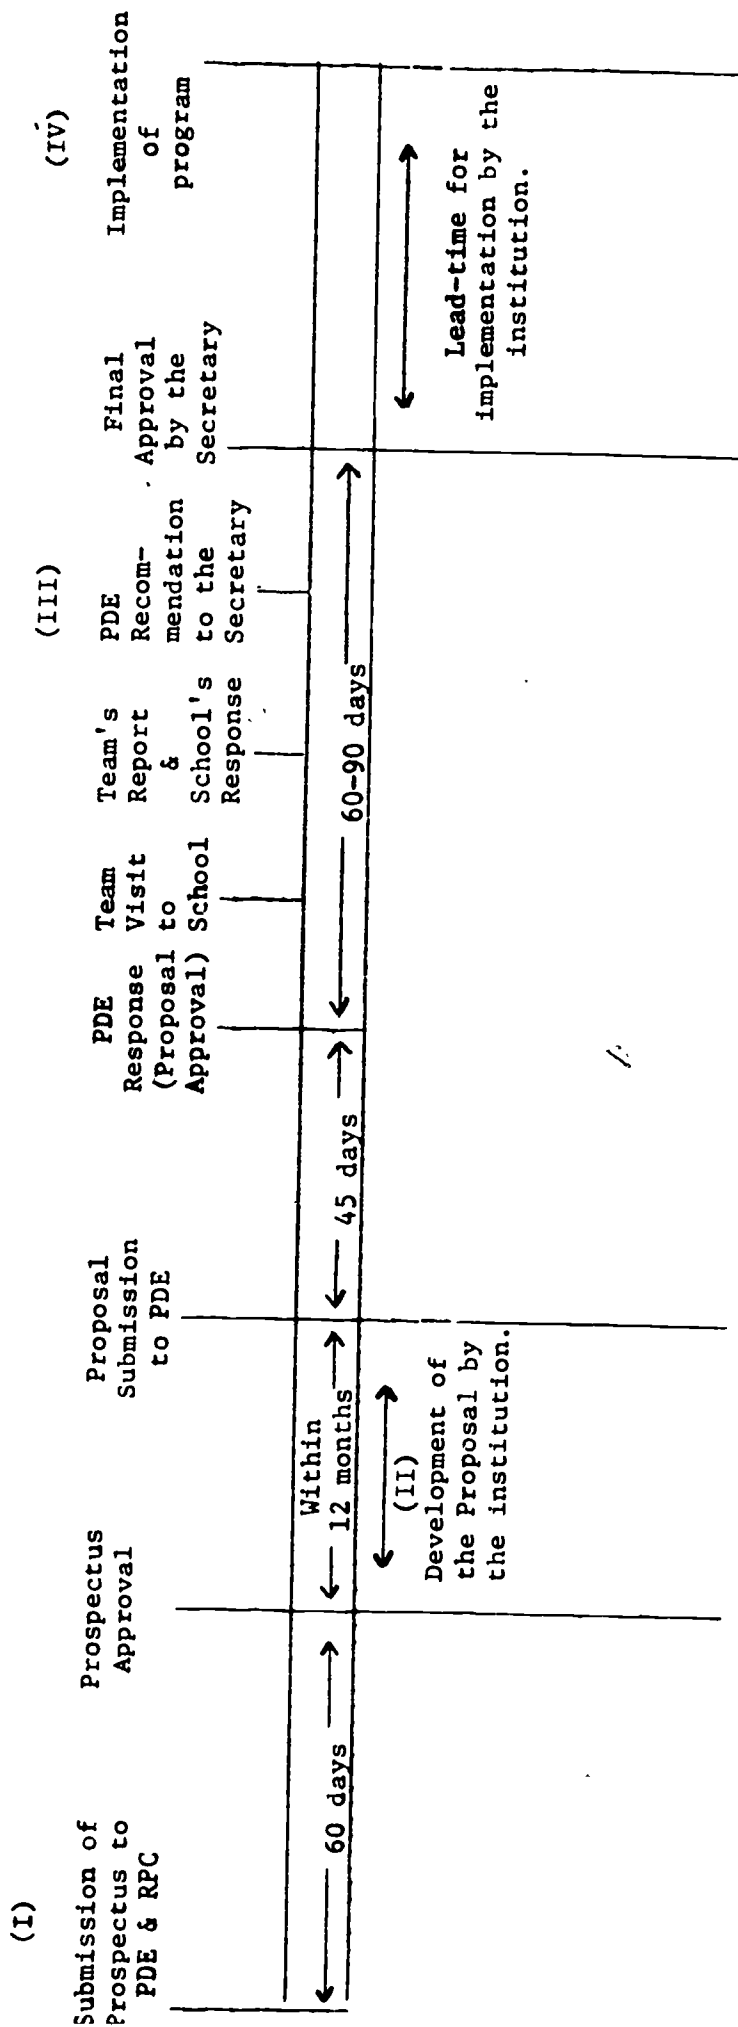 (I)
Submission of
Prospectus to
PDE & RPC
Prospectus
Approval
Proposal
Submission
to PDE
PDE
Response
(Proposal
Approval)
Team
Visit
to
School
Team's
Report
&
School's
Response
(III)
PDE
Recom-
mendation
to the
Secretary
Final
Approval
by the
Secretary
(IV)
Implementation
of
program
60 days
Within
12 months
45 days
60-90 days
(II)
Development of
the Proposal by
the institution.
Lead-time for
implementation by the
institution.